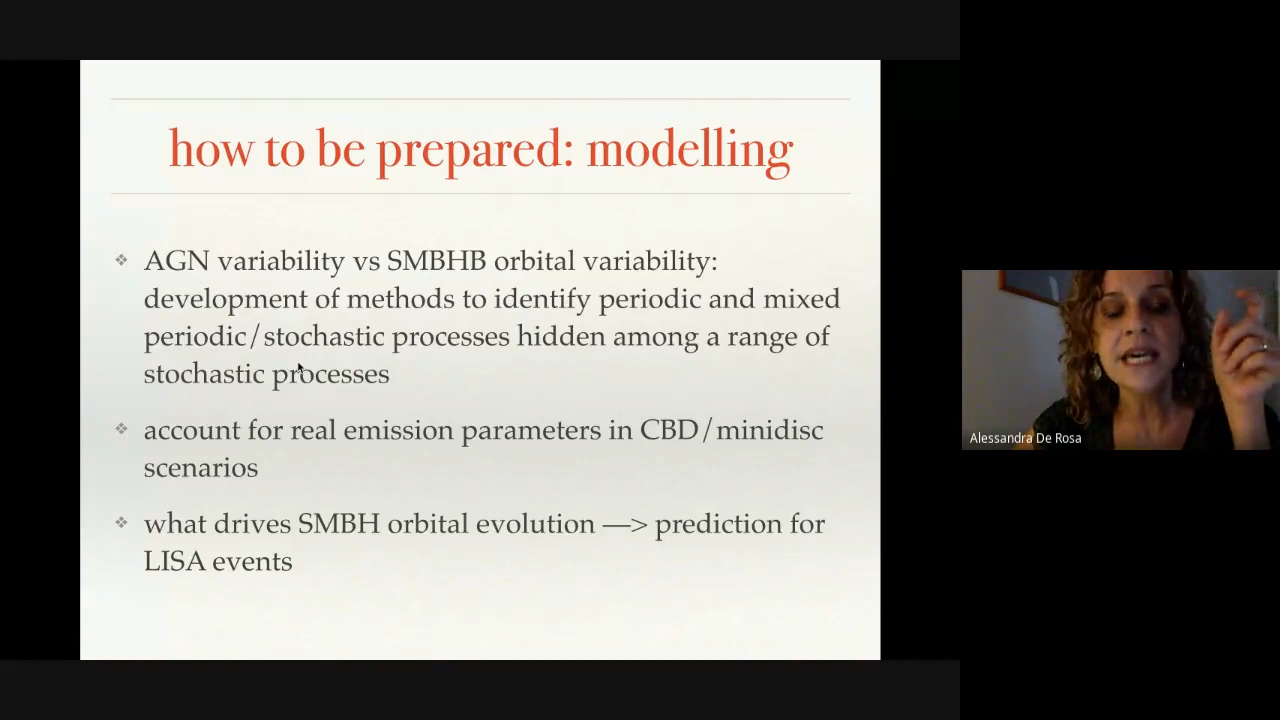 how to be prepared: modelling
AGN variability vs SMBHB orbital variability:
development of methods to identify periodic and mixed
periodic/stochastic processes hidden among a range of
stochastic processes
account for real emission parameters in CBD/minidisc
scenarios
what drives SMBH orbital evolution —> prediction for
LISA events
Alessandra De Rosa